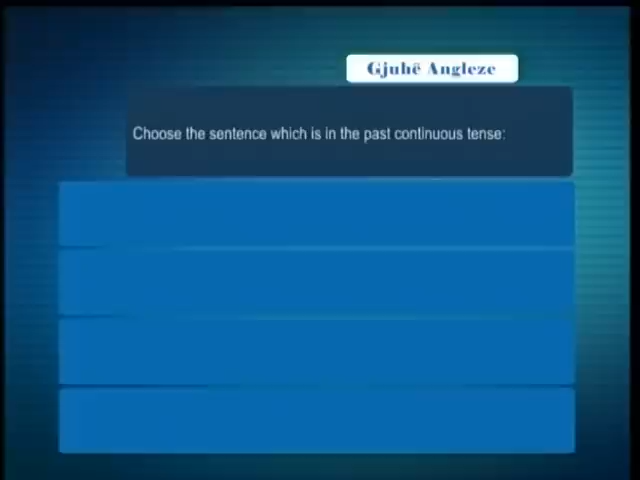 Gjuhë Angleze
Choose the sentence which is in the past continuous tense: